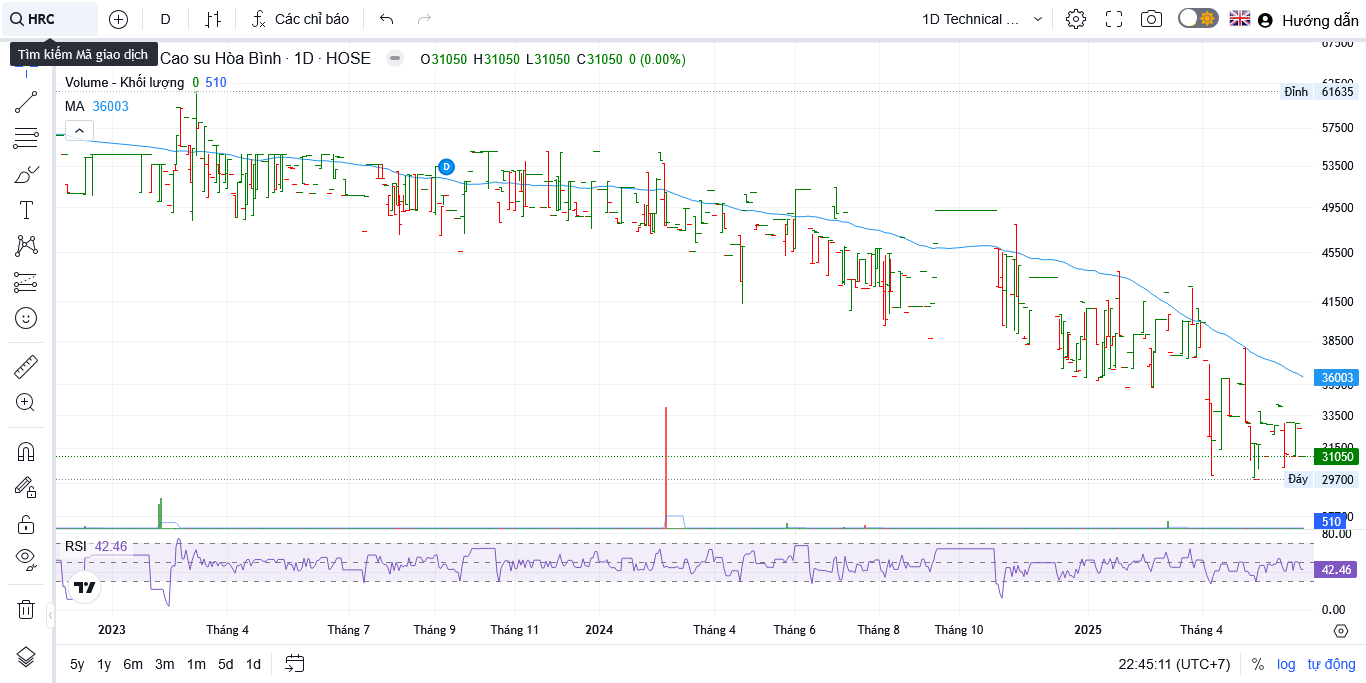 HRC
D
Các chỉ báo
1D Technical ...
Hướng dẫn
Tìm kiếm Mã giao dịch
Cao su Hòa Bình · 1D · HOSE
O31050 H31050 L31050 C31050 0 (0.00%)
Volume - Khối lượng 0 510
MA 36003
D
67500
Đỉnh 61635
57500
53500
49500
45500
41500
38500
36003
33500
31500
31050
Đáy 29700
510
RSI 42.46
80.00
42.46
0.00
2023
Tháng 4
Tháng 7
Tháng 9
Tháng 11
2024
Tháng 4
Tháng 6
Tháng 8
Tháng 10
2025
Tháng 4
5y 1y 6m 3m 1m 5d 1d
22:45:11 (UTC+7)
% log tự động